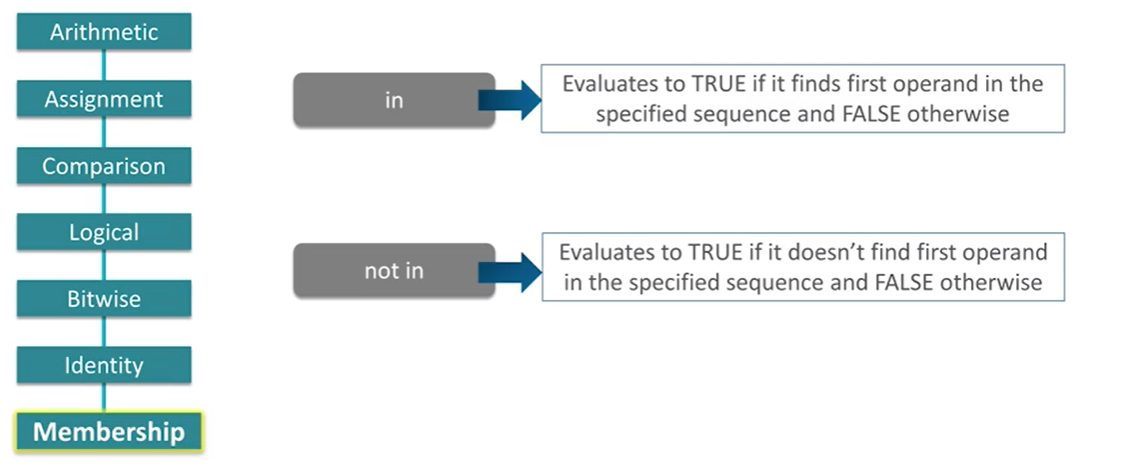 Arithmetic
Assignment
Comparison
Logical
Bitwise
Identity
Membership
in
Evaluates to TRUE if it finds first operand in the
specified sequence and FALSE otherwise
not in
Evaluates to TRUE if it doesn’t find first operand
in the specified sequence and FALSE otherwise